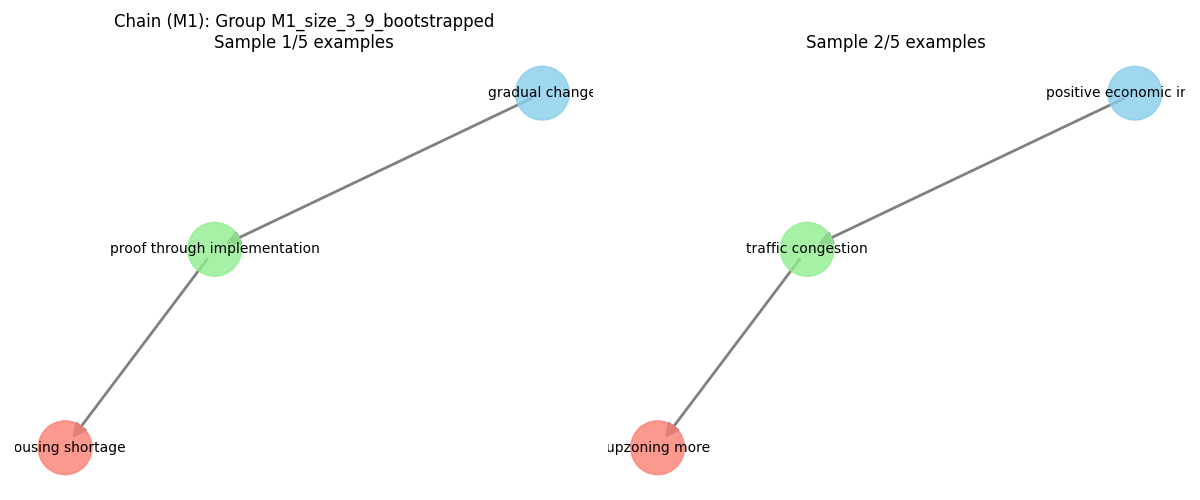 Chain (M1): Group M1_size_3_9_bootstrapped
Sample 1/5 examples
Sample 2/5 examples
gradual change
positive economic
proof through implementation
traffic congestion
ousing shortage
upzoning more